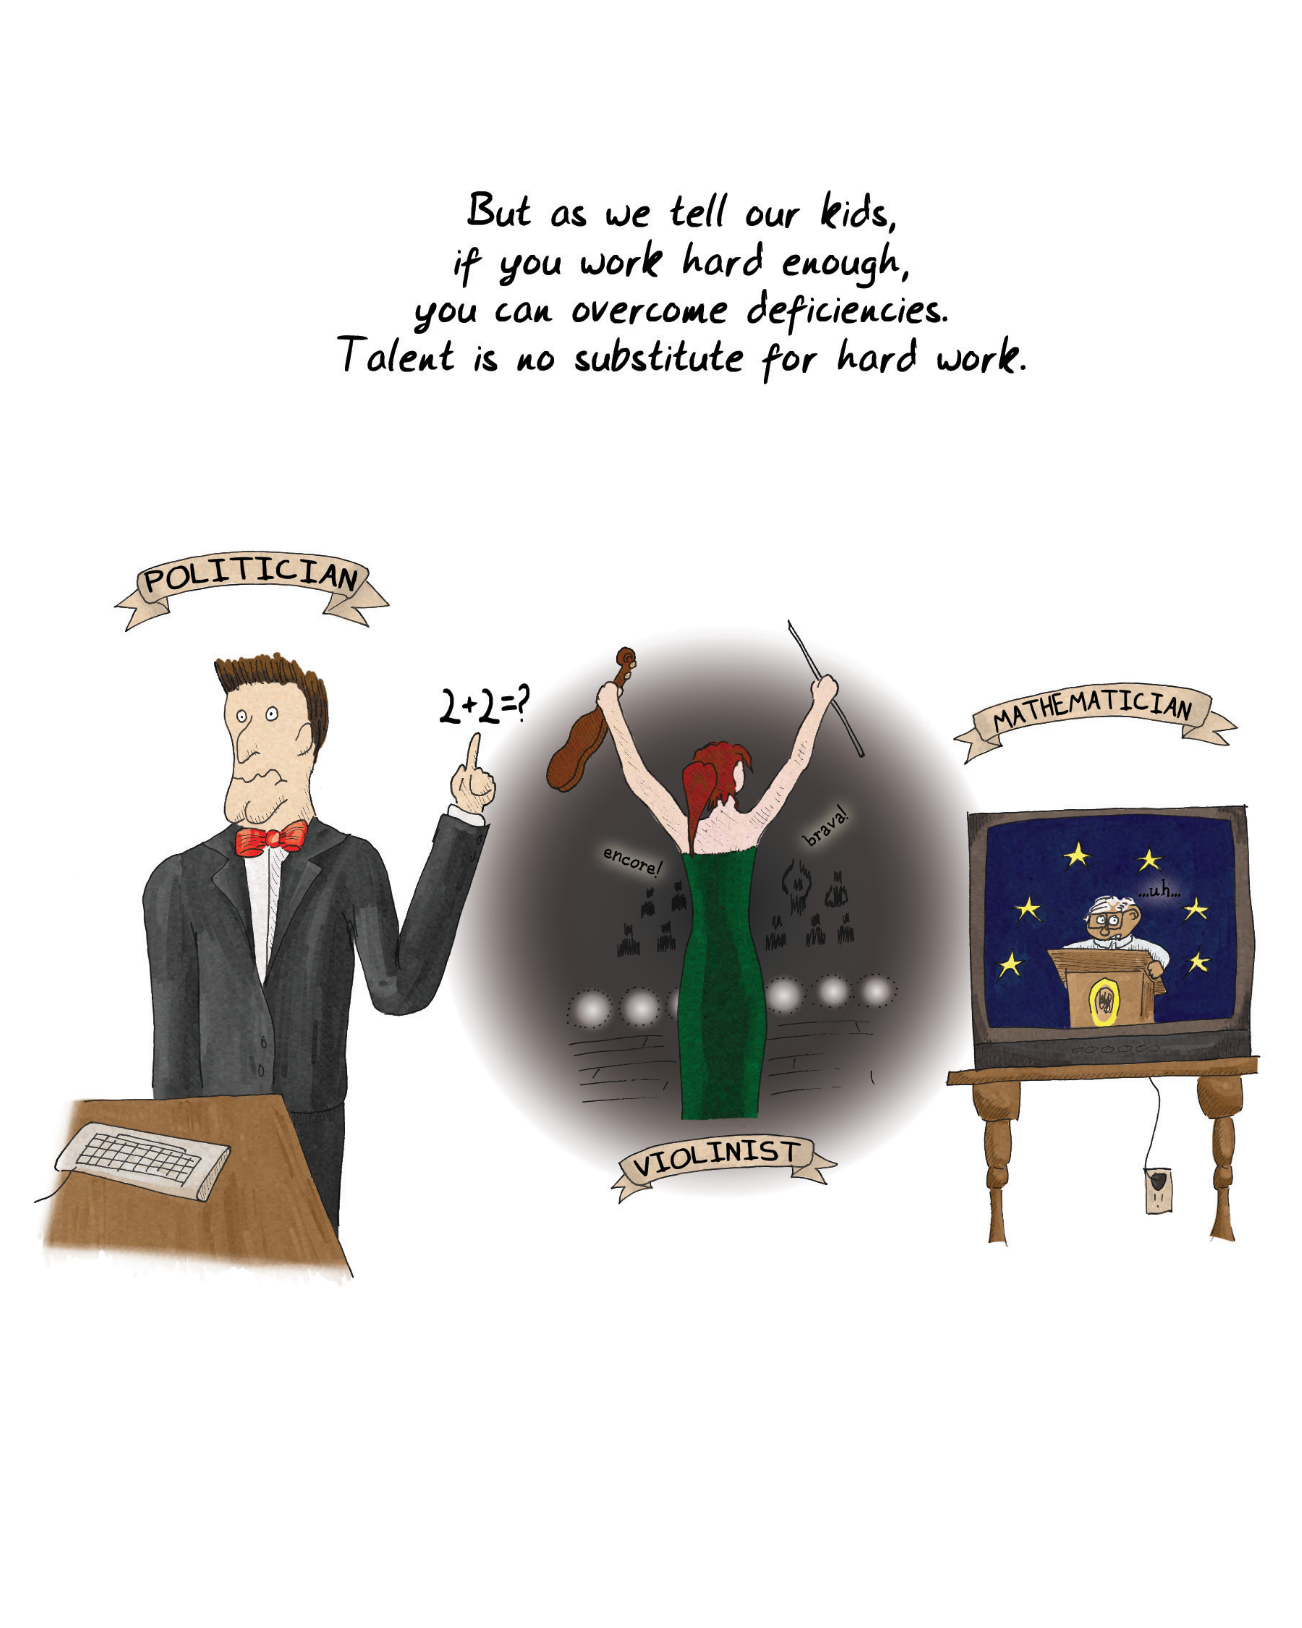 But as we tell our kids,
if you work hard enough,
you can overcome deficiencies.
Talent is no substitute for hard work.
POLITICIAN
2+2=?
encore!
brava!
VIOLINIST
MATHEMATICIAN
...uh...